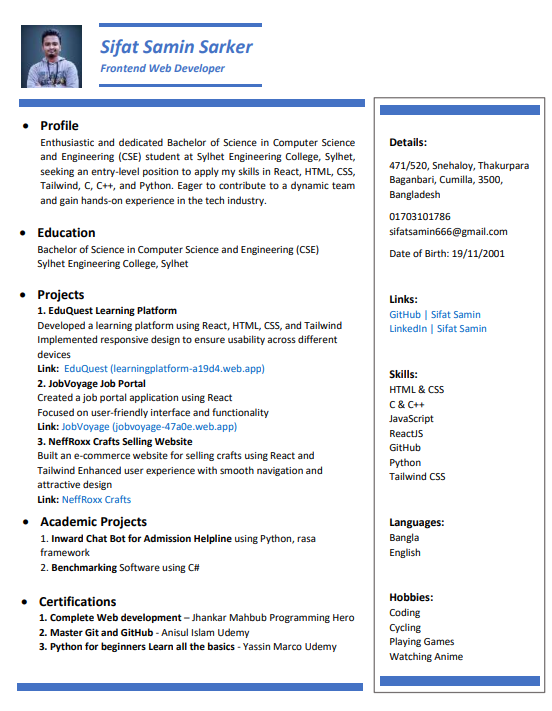 Sifat Samin Sarker
Frontend Web Developer
Profile
Enthusiastic and dedicated Bachelor of Science in Computer Science
and Engineering (CSE) student at Sylhet Engineering College, Sylhet,
seeking an entry-level position to apply my skills in React, HTML, CSS,
Tailwind, C, C++, and Python. Eager to contribute to a dynamic team
and gain hands-on experience in the tech industry.
Education
Bachelor of Science in Computer Science and Engineering (CSE)
Sylhet Engineering College, Sylhet
Projects
1. EduQuest Learning Platform
Developed a learning platform using React, HTML, CSS, and Tailwind
Implemented responsive design to ensure usability across different
devices
Link: EduQuest (learningplatform-a19d4.web.app)
2. JobVoyage Job Portal
Created a job portal application using React
Focused on user-friendly interface and functionality
Link: JobVoyage (jobvoyage-47a0e.web.app)
3. NeffRoxx Crafts Selling Website
Built an e-commerce website for selling crafts using React and
Tailwind Enhanced user experience with smooth navigation and
attractive design
Link: NeffRoxx Crafts
Academic Projects
1. Inward Chat Bot for Admission Helpline using Python, rasa
framework
2. Benchmarking Software using C#
Certifications
1. Complete Web development – Jhankar Mahbub Programming Hero
2. Master Git and GitHub - Anisul Islam Udemy
3. Python for beginners Learn all the basics - Yassin Marco Udemy
Details:
471/520, Snehaloy, Thakurpara
Baganbari, Cumilla, 3500,
Bangladesh
01703101786
sifatsamin666@gmail.com
Date of Birth: 19/11/2001
Links:
GitHub | Sifat Samin
LinkedIn | Sifat Samin
Skills:
HTML & CSS
C & C++
JavaScript
ReactJS
GitHub
Python
Tailwind CSS
Languages:
Bangla
English
Hobbies:
Coding
Cycling
Playing Games
Watching Anime